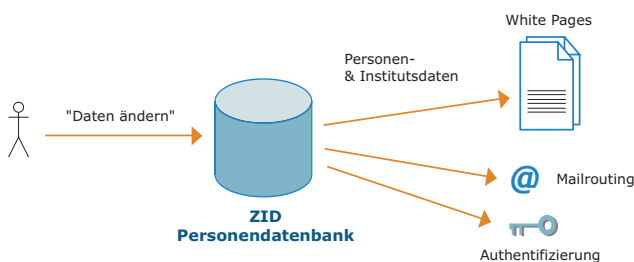 White Pages
Personen-
& Institutsdaten
"Daten ändern"
@ Mailrouting
ZID
Personendatenbank
Authentifizierung